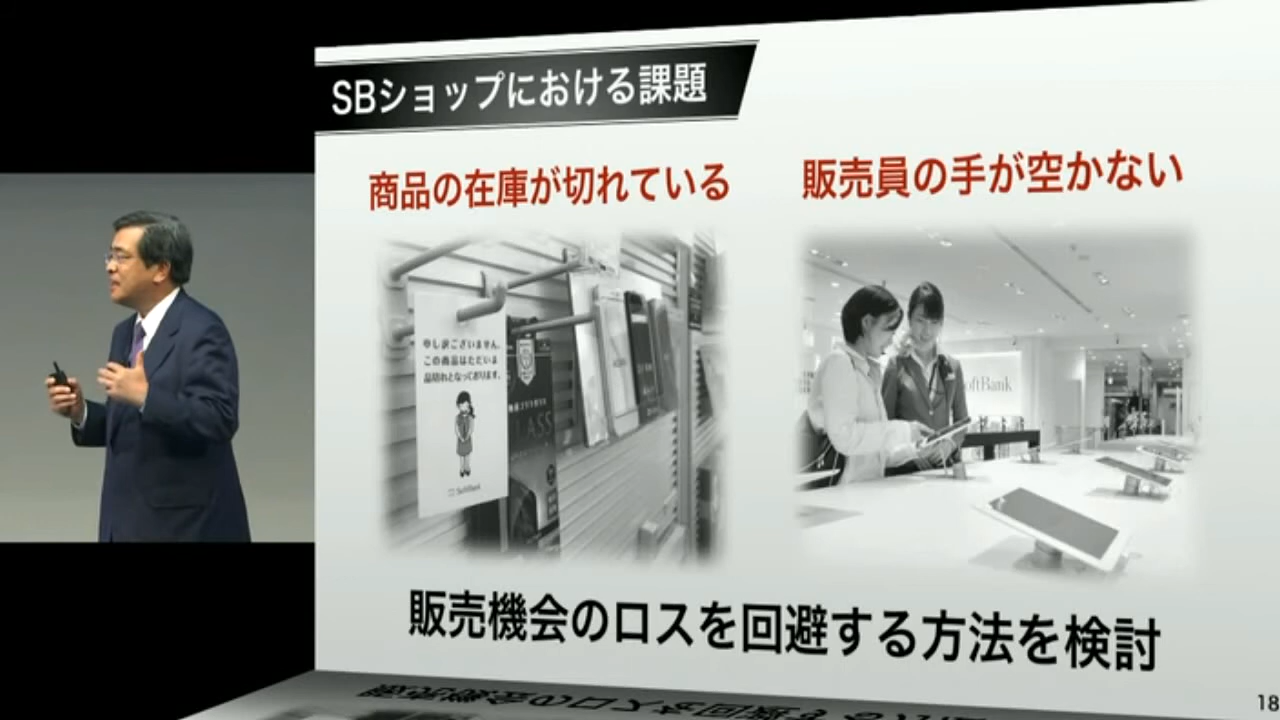 SBショップにおける課題
商品の在庫が切れている
販売員の手が空かない
申し訳ございません。
この商品はただいま
品切れとなっております。
SoftBank
ASS
oftBank
販売機会のロスを回避する方法を検討
18